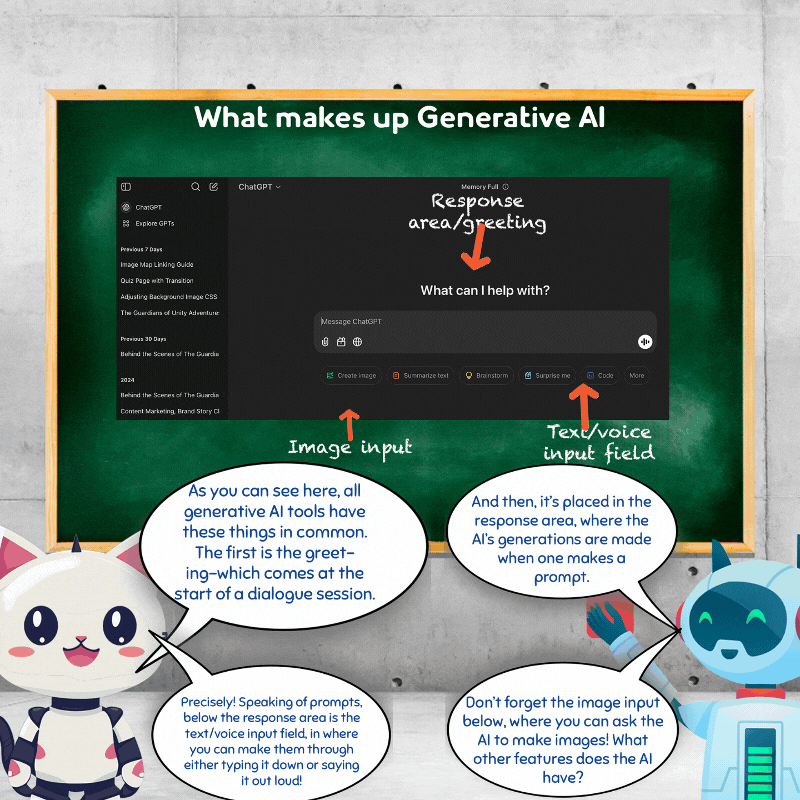 What makes up Generative AI
ChatGPT
Memory Full
ChatGPT
Explore GPTs
Previous 7 Days
Image Map Linking Guide
Quiz Page with Transition
Adjusting Background Image CSS
The Guardians of Unity Adventure
Previous 30 Days
Behind the Scenes of The Guardia
2024
Behind the Scenes of The Guardia
Content Marketing, Brand Story Cl
Response
area/greeting
What can I help with?
Message ChatGPT
Create image
Summarize text
Brainstorm
Surprise me
Code
More
Image input
Text/voice
input field
As you can see here, all
generative AI tools have
these things in common.
The first is the greet-
ing-which comes at the
start of a dialogue session.
And then, it's placed in the
response area, where the
AI's generations are made
when one makes a
prompt.
Precisely! Speaking of prompts,
below the response area is the
text/voice input field, in where
you can make them through
either typing it down or saying
it out loud!
Don't forget the image input
below, where you can ask the
AI to make images! What
other features does the AI
have?